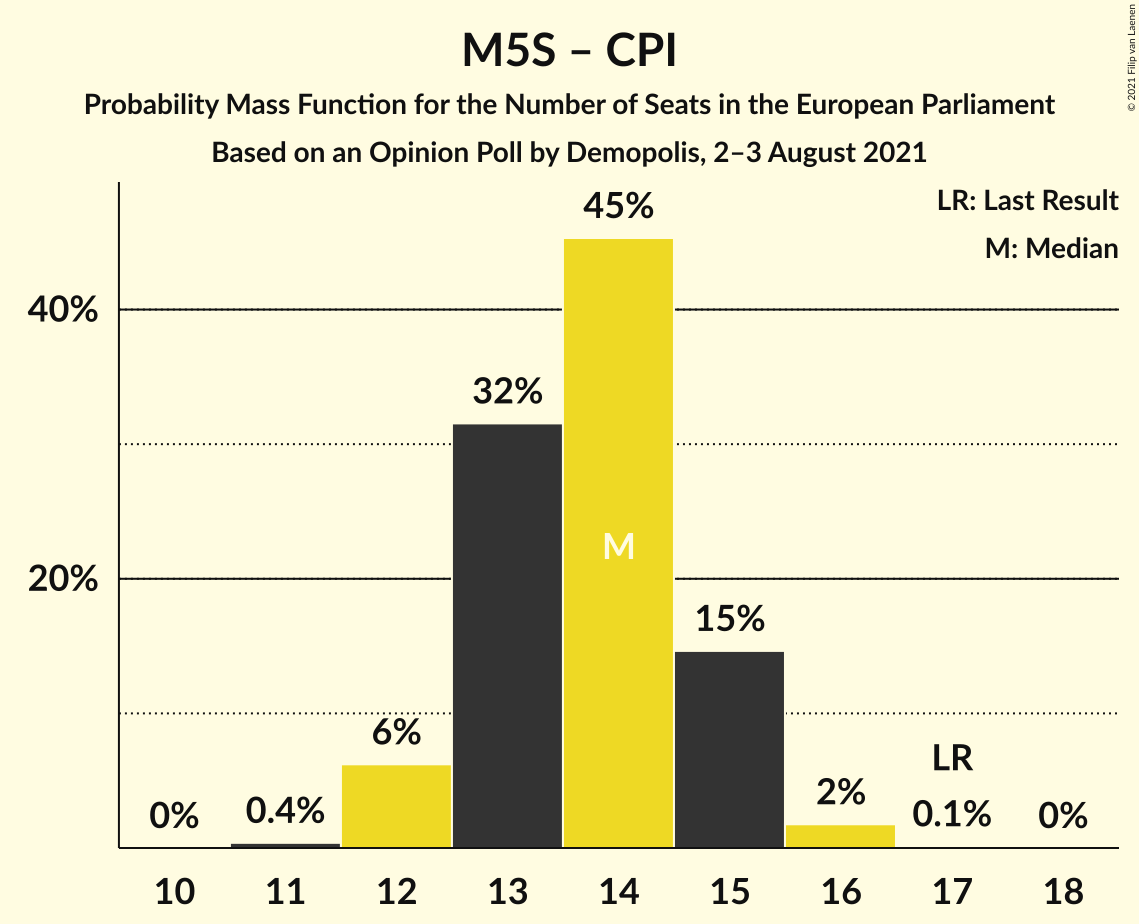 M5S – CPI
Probability Mass Function for the Number of Seats in the European Parliament
Based on an Opinion Poll by Demopolis, 2–3 August 2021
© 2021 Filip van Laenen
LR: Last Result
M: Median
40%
20%
0%
0.4%
6%
32%
45%
M
15%
2%
LR
0.1%
0%
10 11 12 13 14 15 16 17 18